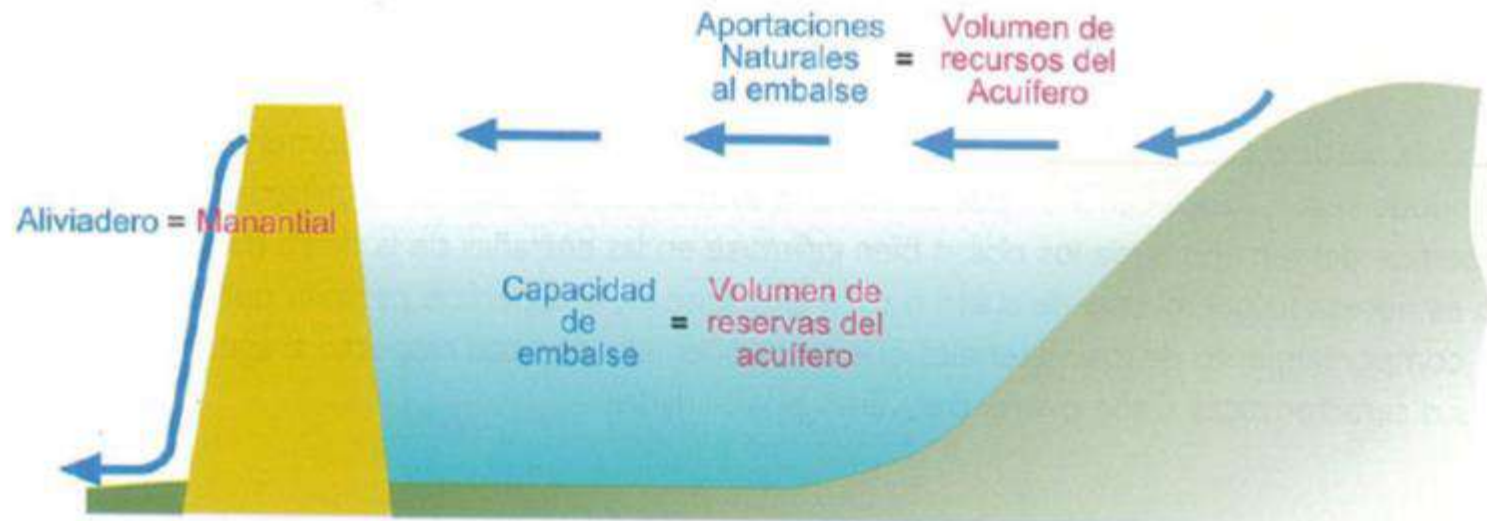 Aportaciones
Naturales
al embalse
=
Volumen de
recursos del
Acuífero
Aliviadero = Manantial
Capacidad
de
embalse
=
Volumen de
reservas del
acuífero